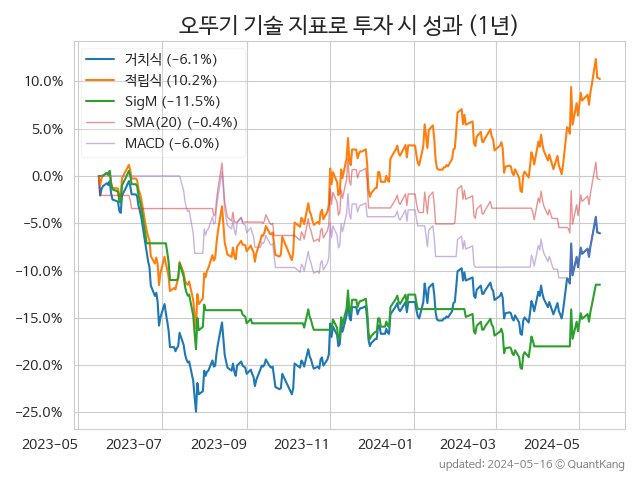 오뚜기 기술 지표로 투자 시 성과 (1년)
거치식 (−6.1%)
적립식 (10.2%)
SigM (−11.5%)
SMA(20) (−0.4%)
MACD (−6.0%)
10.0%
5.0%
0.0%
−5.0%
−10.0%
−15.0%
−20.0%
−25.0%
2023−05 2023−07 2023−09 2023−11 2024−01 2024−03 2024−05
updated: 2024-05-16 ⓒ QuantKang